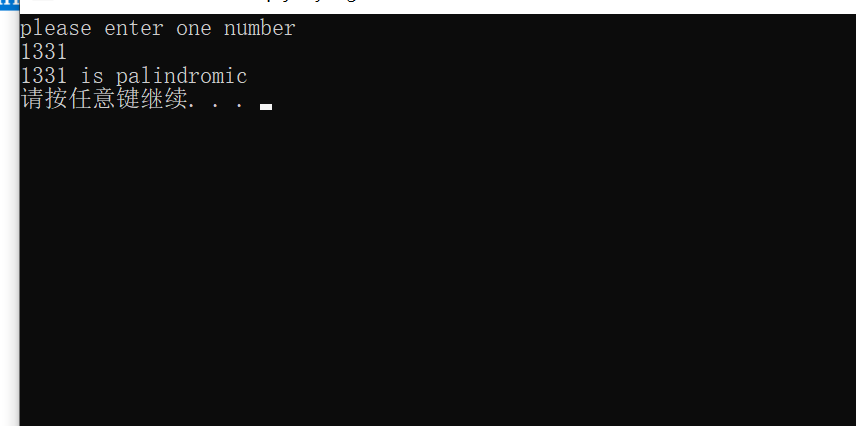 please enter one number
1331
1331 is palindromic
请按任意键继续. . .